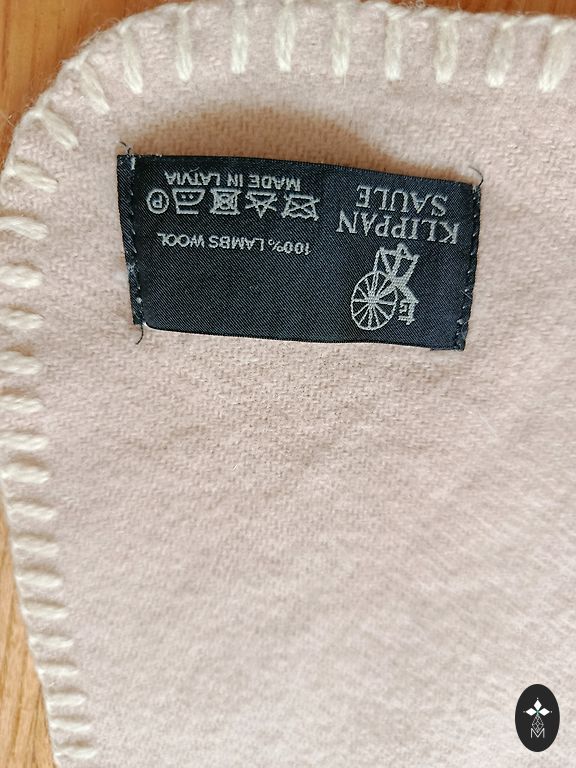 KLIPPAN
SAULE
100% LAMBS WOOL
P
MADE IN LATVIA
M